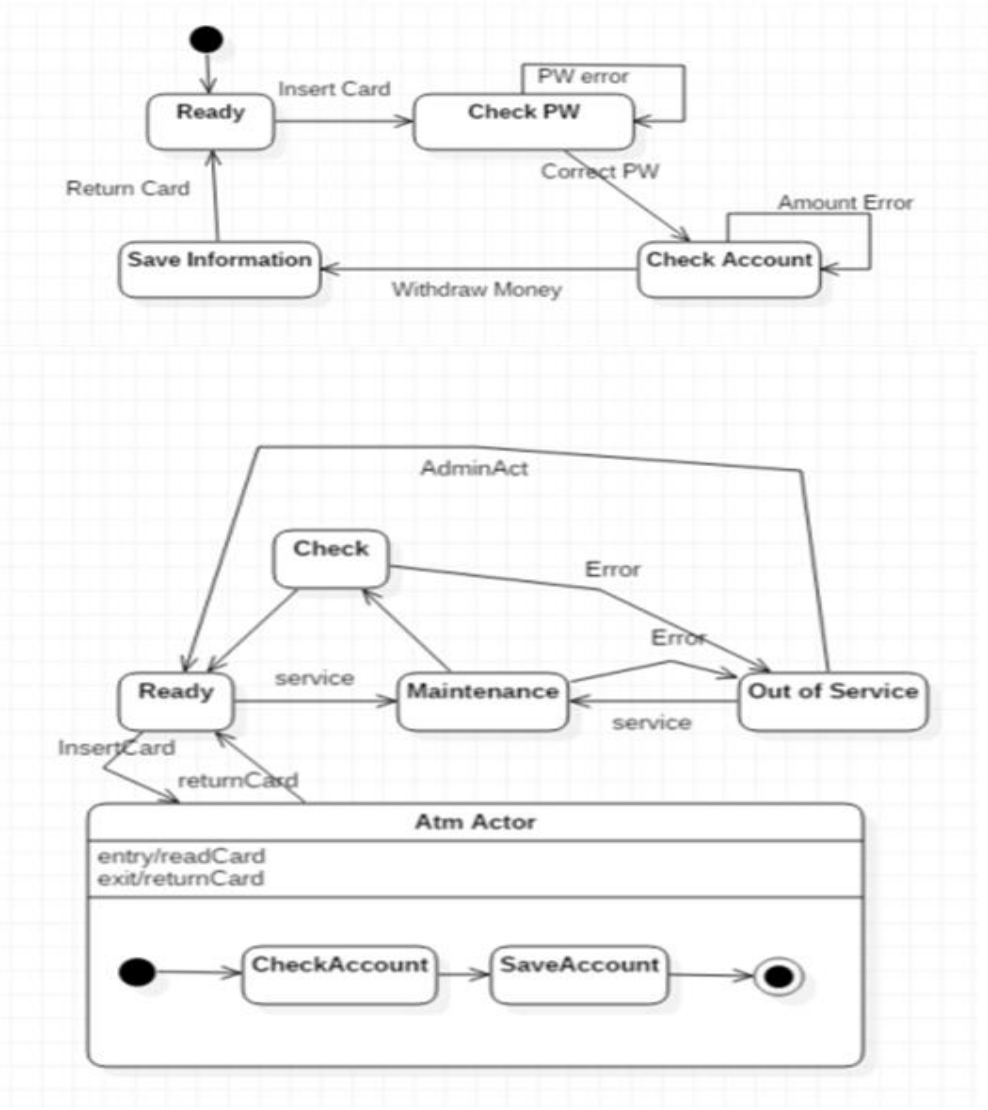 Insert Card
PW error
Ready
Check PW
Correct PW
Return Card
Amount Error
Save Information
Check Account
Withdraw Money
AdminAct
Check
Error
Error
service
Ready
Maintenance
Out of Service
service
InsertCard
returnCard
Atm Actor
entry/readCard
exit/returnCard
CheckAccount
SaveAccount